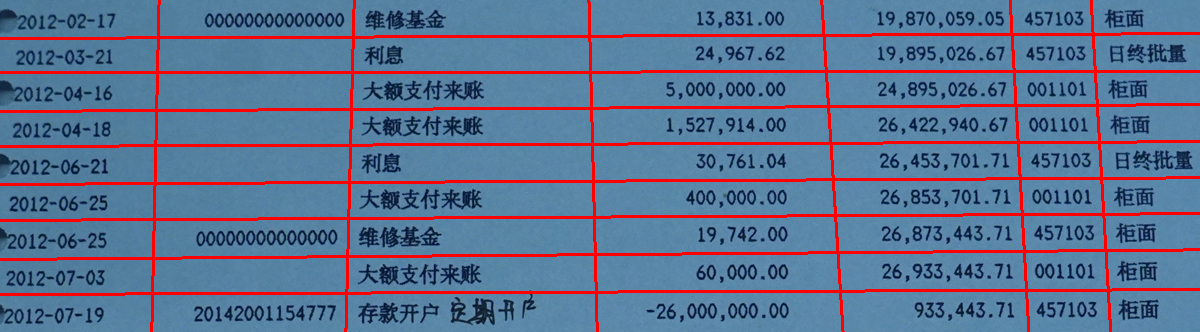 2012-02-17 00000000000000 维修基金 13,831.00 19,870,059.05 457103 柜面
2012-03-21 利息 24,967.62 19,895,026.67 457103 日终批量
2012-04-16 大额支付来账 5,000,000.00 24,895,026.67 001101 柜面
2012-04-18 大额支付来账 1,527,914.00 26,422,940.67 001101 柜面
2012-06-21 利息 30,761.04 26,453,701.71 457103 日终批量
2012-06-25 大额支付来账 400,000.00 26,853,701.71 001101 柜面
2012-06-25 00000000000000 维修基金 19,742.00 26,873,443.71 457103 柜面
2012-07-03 大额支付来账 60,000.00 26,933,443.71 001101 柜面
2012-07-19 20142001154777 存款开户 定期开户 -26,000,000.00 933,443.71 457103 柜面